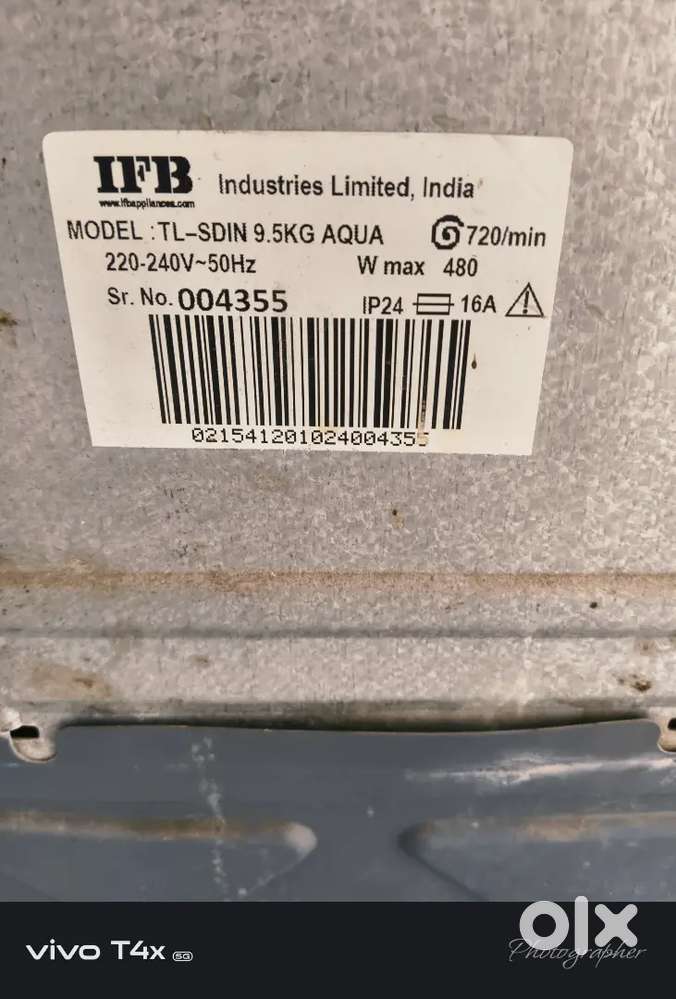 IFB Industries Limited, India
www.ifbappliances.com
MODEL : TL–SDIN 9.5KG AQUA 720/min
220-240V~50Hz W max 480
Sr. No. 004355 IP24 16A
021541201024004355
vivo T4x 5G
olx
Photographer